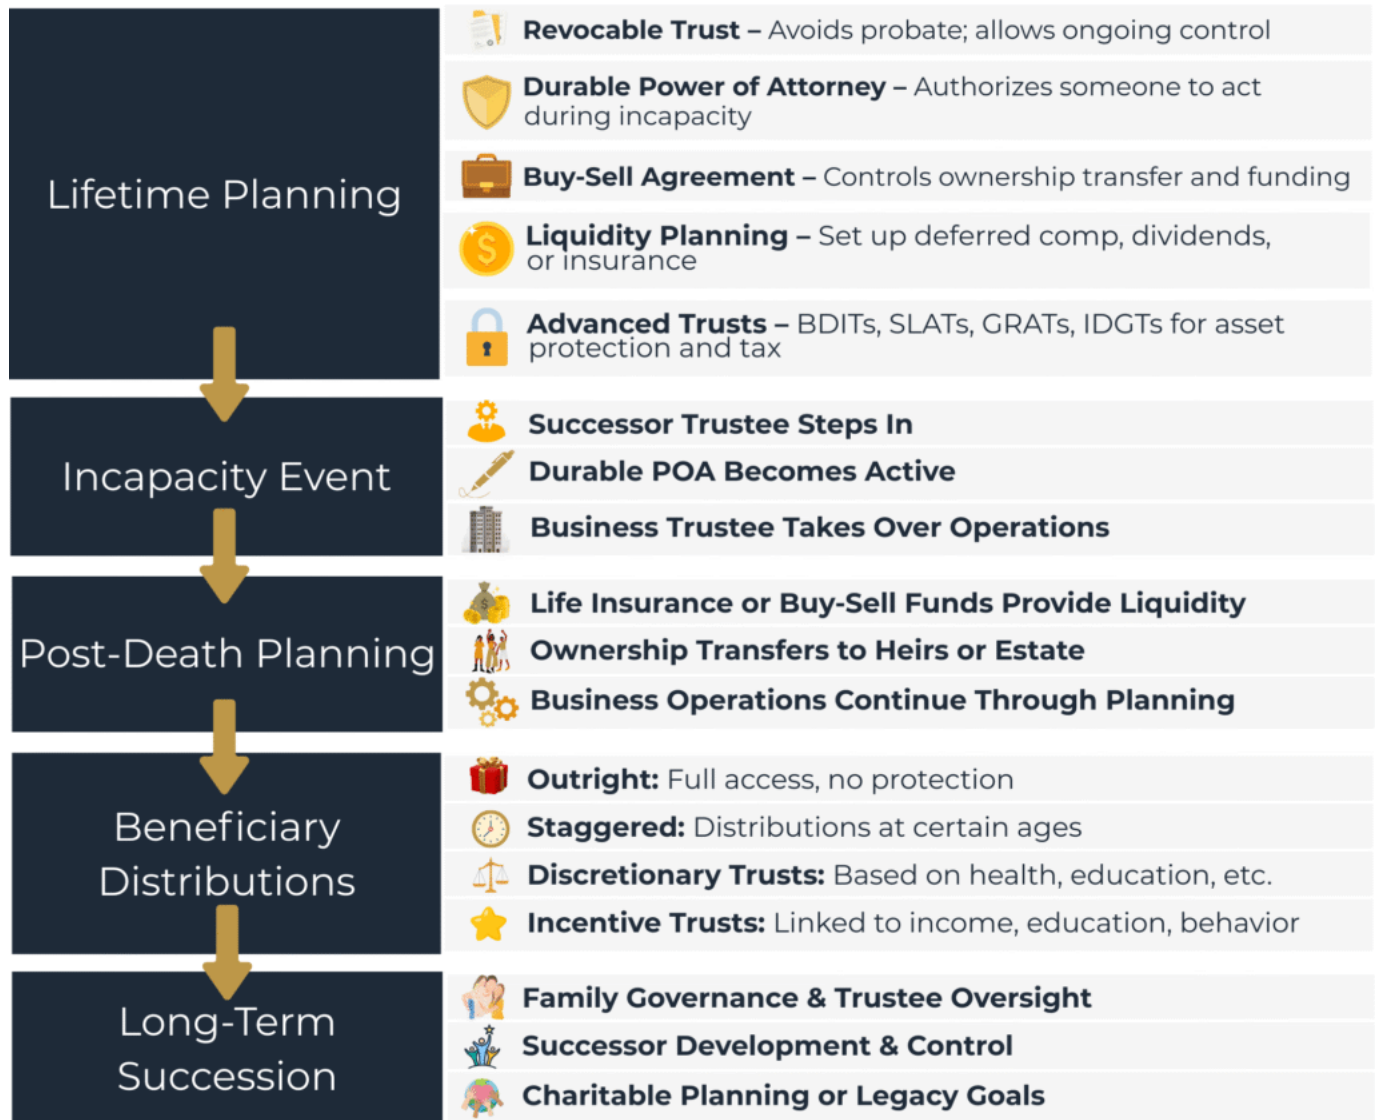 Lifetime Planning
Revocable Trust – Avoids probate; allows ongoing control
Durable Power of Attorney – Authorizes someone to act
during incapacity
Buy-Sell Agreement – Controls ownership transfer and funding
Liquidity Planning – Set up deferred comp, dividends,
or insurance
Advanced Trusts – BDITs, SLATs, GRATs, IDGTs for asset
protection and tax
Incapacity Event
Successor Trustee Steps In
Durable POA Becomes Active
Business Trustee Takes Over Operations
Post-Death Planning
Life Insurance or Buy-Sell Funds Provide Liquidity
Ownership Transfers to Heirs or Estate
Business Operations Continue Through Planning
Beneficiary
Distributions
Outright: Full access, no protection
Staggered: Distributions at certain ages
Discretionary Trusts: Based on health, education, etc.
Incentive Trusts: Linked to income, education, behavior
Long-Term
Succession
Family Governance & Trustee Oversight
Successor Development & Control
Charitable Planning or Legacy Goals